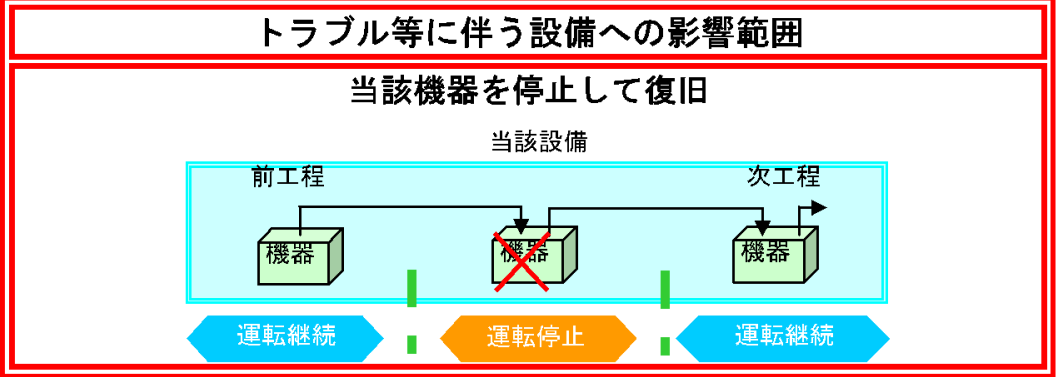 トラブル等に伴う設備への影響範囲
当該機器を停止して復旧
当該設備
前工程
次工程
機器
機器
機器
運転継続
運転停止
運転継続